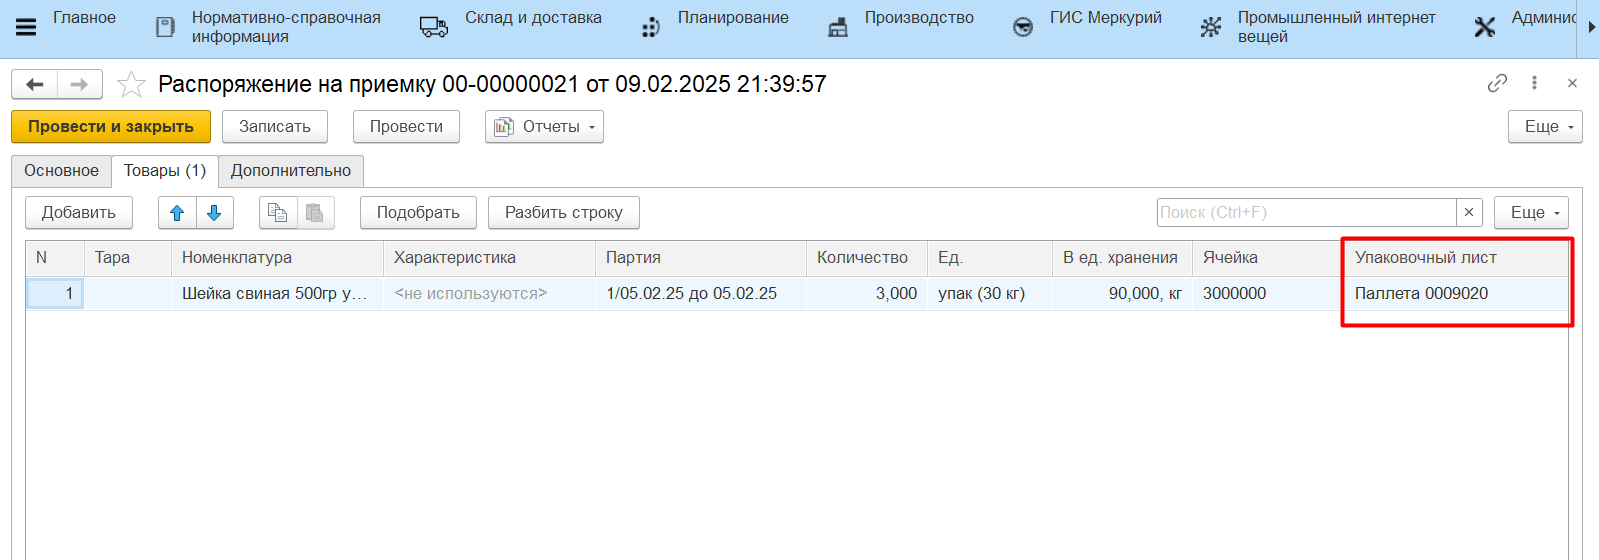 Главное
Нормативно-справочная
информация
Склад и доставка
Планирование
Производство
ГИС Меркурий
Промышленный интернет
вещей
Админис
Распоряжение на приемку 00-00000021 от 09.02.2025 21:39:57
Провести и закрыть Записать Провести Отчеты Еще
Основное Товары (1) Дополнительно
Добавить Подобрать Разбить строку Поиск (Ctrl+F) × Еще
N Тара Номенклатура Характеристика Партия Количество Ед. В ед. хранения Ячейка Упаковочный лист
1 Шейка свиная 500гр у... <не используются> 1/05.02.25 до 05.02.25 3,000 упак (30 кг) 90,000, кг 3000000 Паллета 0009020